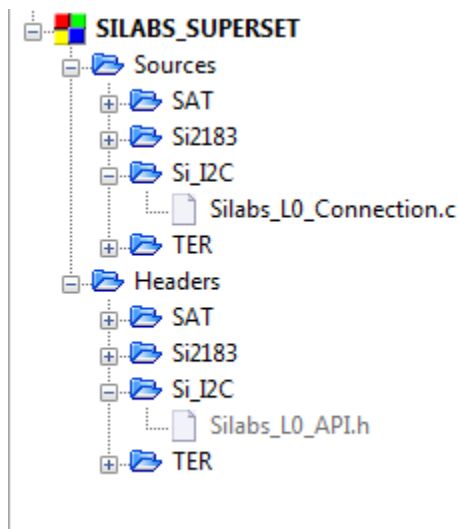 SILABS_SUPERSET
Sources
SAT
Si2183
Si_I2C
Silabs_L0_Connection.c
TER
Headers
SAT
Si2183
Si_I2C
Silabs_L0_API.h
TER